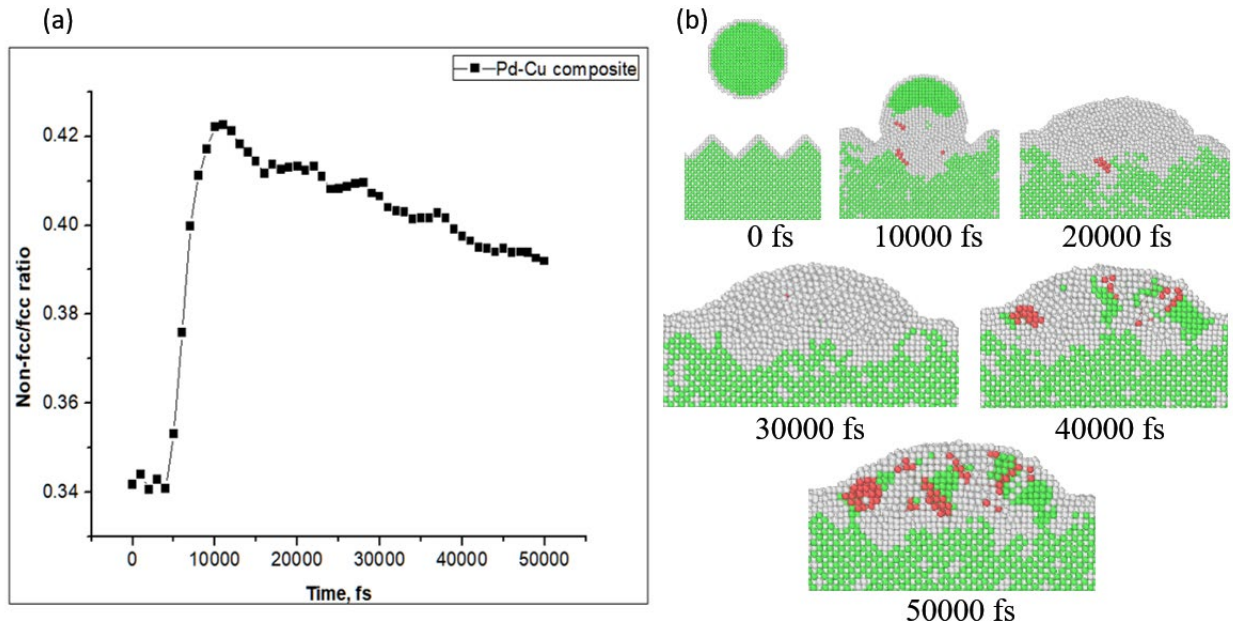 (a)
Pd-Cu composite
Non-fcc/fcc ratio
0.42
0.40
0.38
0.36
0.34
0 10000 20000 30000 40000 50000
Time, fs
(b)
0 fs 10000 fs 20000 fs
30000 fs 40000 fs
50000 fs